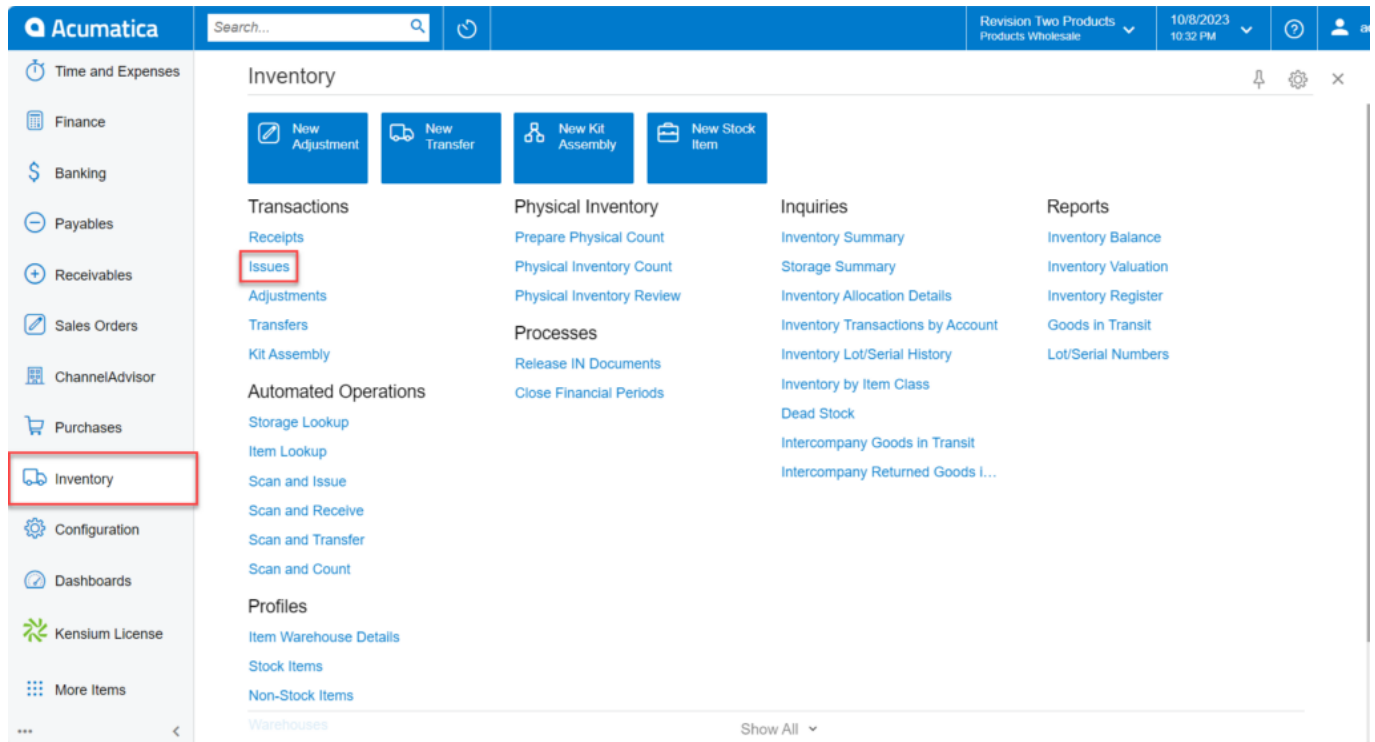 Acumatica
Search...
Revision Two Products
Products Wholesale
10/8/2023
10:32 PM
Time and Expenses
Finance
Banking
Payables
Receivables
Sales Orders
ChannelAdvisor
Purchases
Inventory
Configuration
Dashboards
Kensium License
More Items
Inventory
New
Adjustment
New
Transfer
New Kit
Assembly
New Stock
Item
Transactions
Receipts
Issues
Adjustments
Transfers
Kit Assembly
Automated Operations
Storage Lookup
Item Lookup
Scan and Issue
Scan and Receive
Scan and Transfer
Scan and Count
Profiles
Item Warehouse Details
Stock Items
Non-Stock Items
Warehouses
Physical Inventory
Prepare Physical Count
Physical Inventory Count
Physical Inventory Review
Processes
Release IN Documents
Close Financial Periods
Inquiries
Inventory Summary
Storage Summary
Inventory Allocation Details
Inventory Transactions by Account
Inventory Lot/Serial History
Inventory by Item Class
Dead Stock
Intercompany Goods in Transit
Intercompany Returned Goods i...
Reports
Inventory Balance
Inventory Valuation
Inventory Register
Goods in Transit
Lot/Serial Numbers
Show All